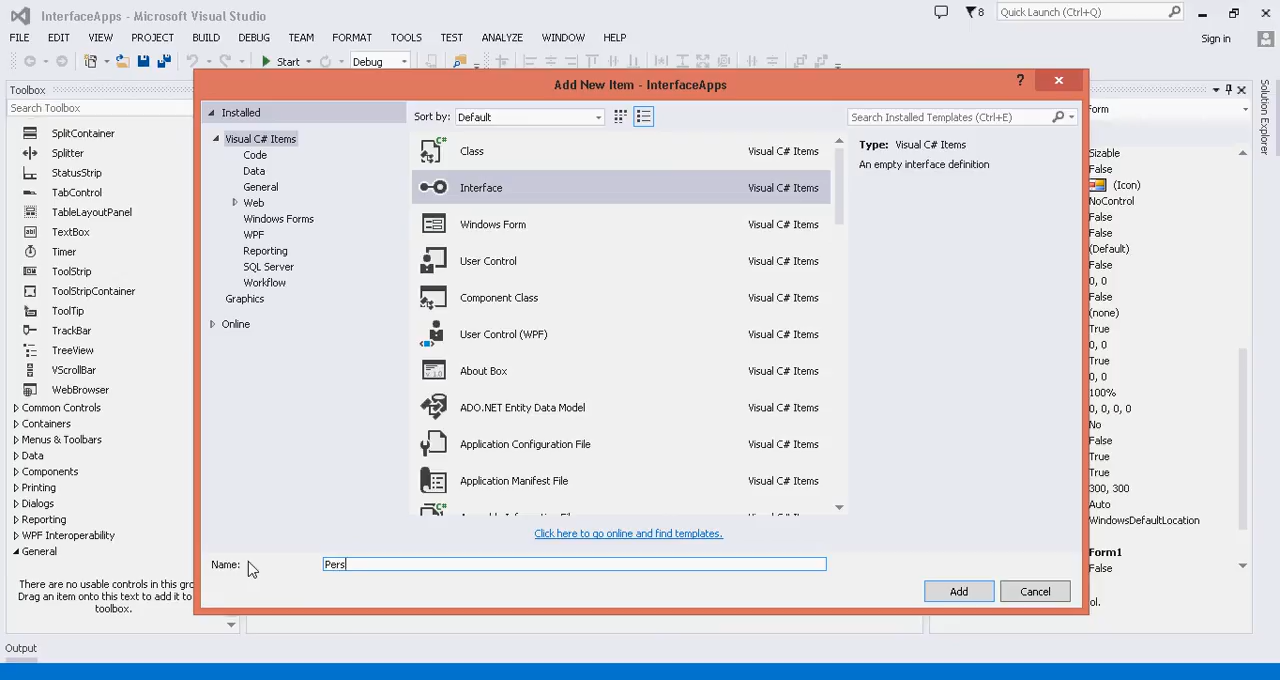 InterfaceApps - Microsoft Visual Studio
8
Quick Launch (Ctrl+Q)
FILE EDIT VIEW PROJECT BUILD DEBUG TEAM FORMAT TOOLS TEST ANALYZE WINDOW HELP
Sign in
Start
Debug
Toolbox
Search Toolbox
SplitContainer
Splitter
StatusStrip
TabControl
TableLayoutPanel
TextBox
Timer
ToolStrip
ToolStripContainer
ToolTip
TrackBar
TreeView
VScrollBar
WebBrowser
Common Controls
Containers
Menus & Toolbars
Data
Components
Printing
Dialogs
Reporting
WPF Interoperability
General
There are no usable controls in this gro
Drag an item onto this text to add it to
toolbox.
Output
Add New Item - InterfaceApps
?
Installed
Visual C# Items
Code
Data
General
Web
Windows Forms
WPF
Reporting
SQL Server
Workflow
Graphics
Online
Sort by: Default
Search Installed Templates (Ctrl+E)
Class Visual C# Items
Interface Visual C# Items
Windows Form Visual C# Items
User Control Visual C# Items
Component Class Visual C# Items
User Control (WPF) Visual C# Items
About Box Visual C# Items
ADO.NET Entity Data Model Visual C# Items
Application Configuration File Visual C# Items
Application Manifest File Visual C# Items
Type: Visual C# Items
An empty interface definition
Click here to go online and find templates.
Name: Pers
Add
Cancel
Form
Sizable
False
(Icon)
NoControl
False
False
(Default)
False
0, 0
False
(none)
True
0, 0
True
0, 0
100%
0, 0, 0, 0
No
False
True
True
300, 300
Auto
WindowsDefaultLocation
Form1
False
ol.
Solution Explorer